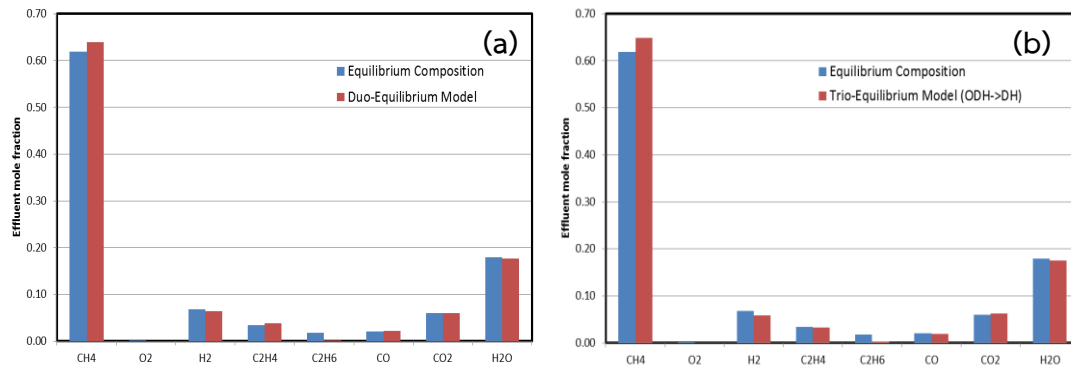 0.70
(a)
0.60
Equilibrium Composition
0.50
Duo-Equilibrium Model
0.40
0.30
0.20
0.10
0.00
Effluent mole fraction
CH4 O2 H2 C2H4 C2H6 CO CO2 H2O
0.70
(b)
0.60
Equilibrium Composition
0.50
Trio-Equilibrium Model (ODH->DH)
0.40
0.30
0.20
0.10
0.00
Effluent mole fraction
CH4 O2 H2 C2H4 C2H6 CO CO2 H2O